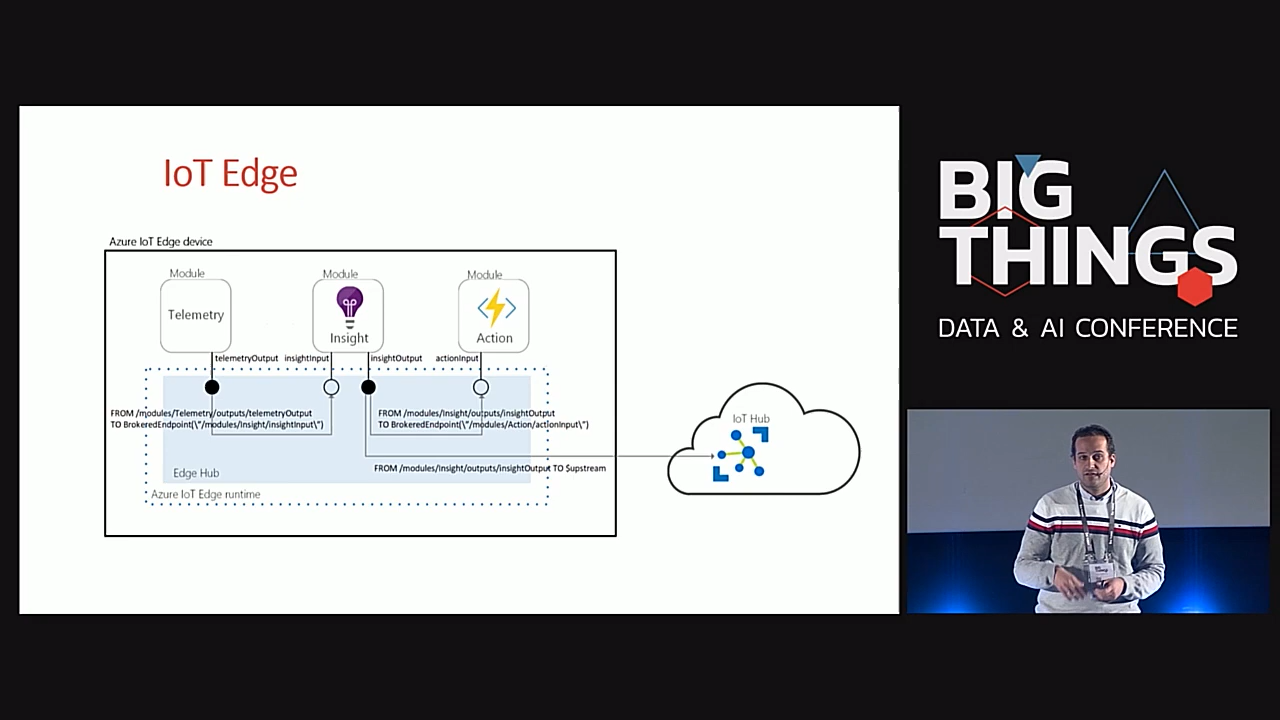 IoT Edge
Azure IoT Edge device
Module
Module
Module
Telemetry
Insight
Action
telemetryOutput
insightInput
insightOutput
actionInput
FROM /modules/Telemetry/outputs/telemetryOutput
TO BrokeredEndpoint(\"/modules/Insight/insightInput\")
FROM /modules/Insight/outputs/insightOutput
TO BrokeredEndpoint(\"/modules/Action/actionInput\")
FROM /modules/Insight/outputs/insightOutput TO $upstream
Edge Hub
Azure IoT Edge runtime
IoT Hub
BIG
THINGS
DATA & AI CONFERENCE
BIG
THINGS